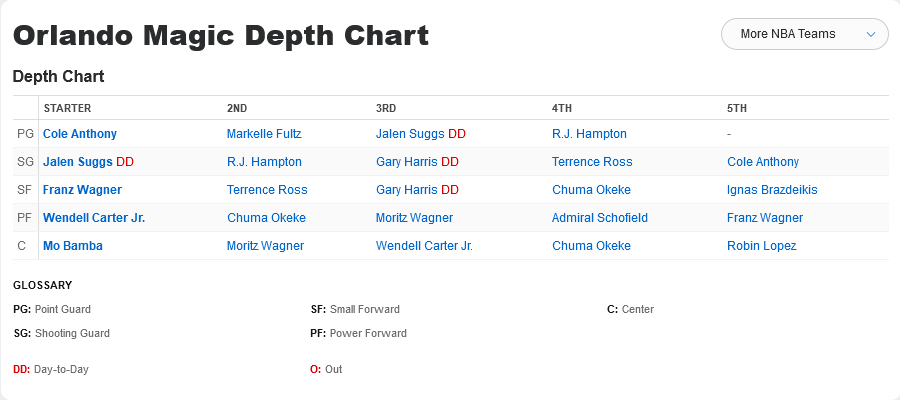 Orlando Magic Depth Chart
More NBA Teams
Depth Chart
STARTER 2ND 3RD 4TH 5TH
PG Cole Anthony Markelle Fultz Jalen Suggs DD R.J. Hampton -
SG Jalen Suggs DD R.J. Hampton Gary Harris DD Terrence Ross Cole Anthony
SF Franz Wagner Terrence Ross Gary Harris DD Chuma Okeke Ignas Brazdeikis
PF Wendell Carter Jr. Chuma Okeke Moritz Wagner Admiral Schofield Franz Wagner
C Mo Bamba Moritz Wagner Wendell Carter Jr. Chuma Okeke Robin Lopez
GLOSSARY
PG: Point Guard SF: Small Forward C: Center
SG: Shooting Guard PF: Power Forward
DD: Day-to-Day O: Out